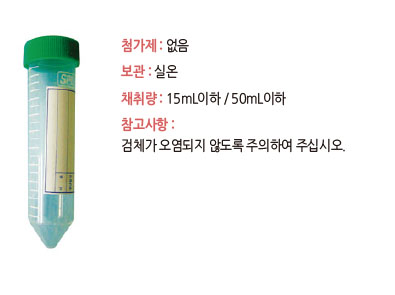 첨가제 : 없음
보관 : 실온
채취량 : 15mL이하 / 50mL이하
참고사항 :
검체가 오염되지 않도록 주의하여 주십시오.